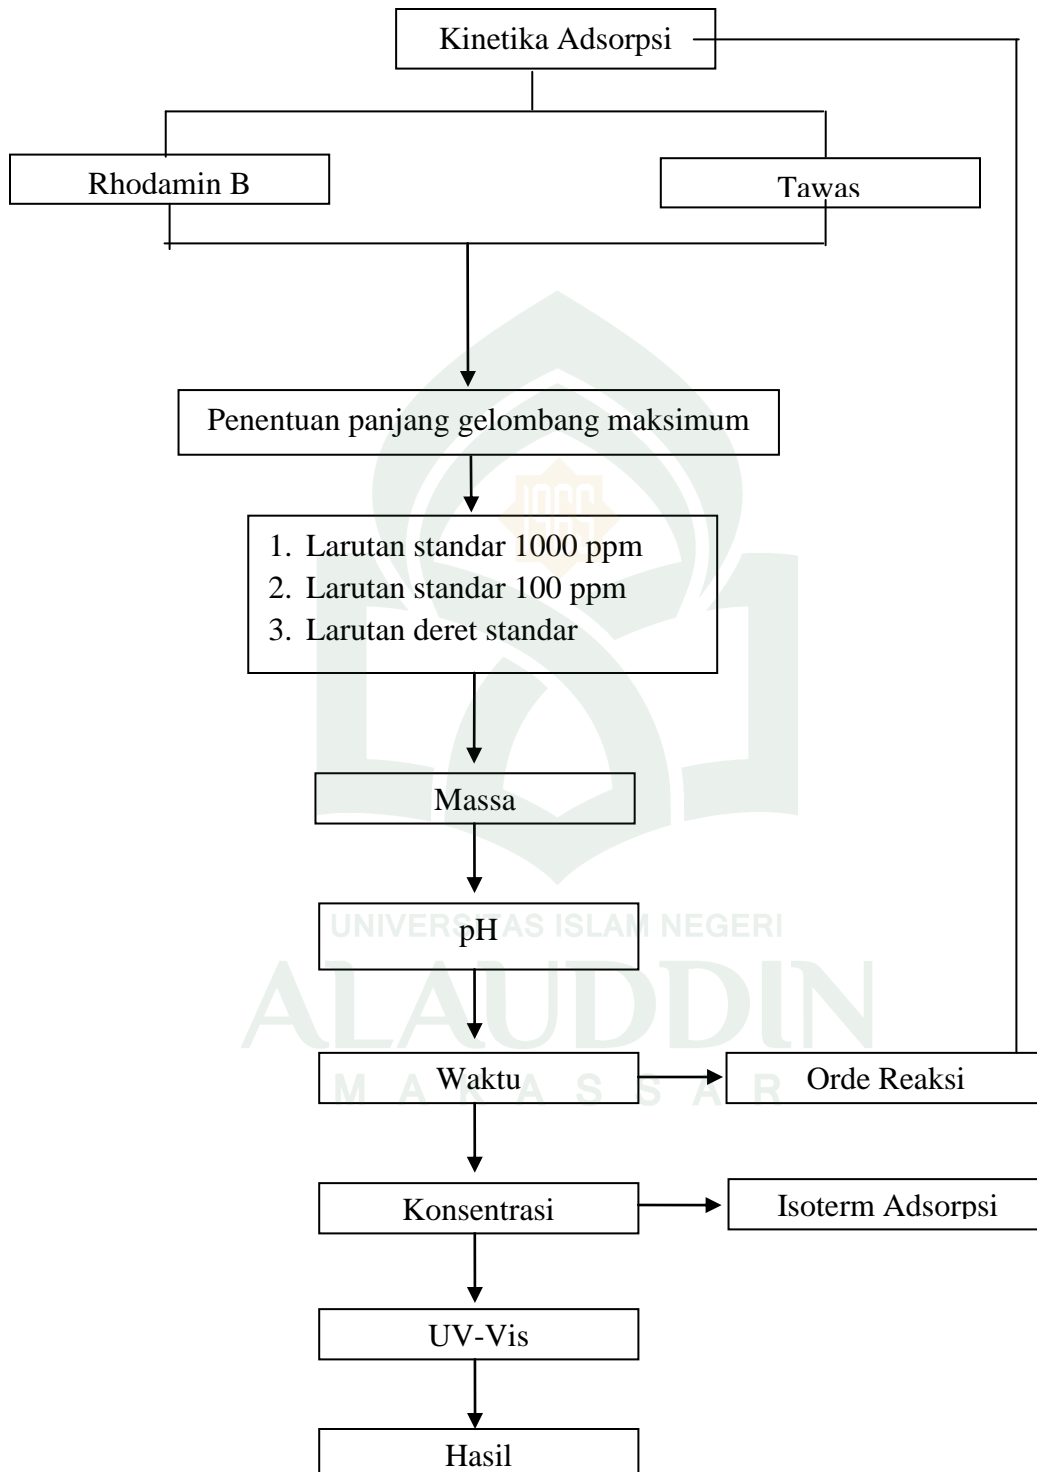 Kinetika Adsorpsi
Rhodamin B
Tawas
Penentuan panjang gelombang maksimum
1. Larutan standar 1000 ppm
2. Larutan standar 100 ppm
3. Larutan deret standar
Massa
pH
UNIVERSITAS ISLAM NEGERI
ALAUDDIN
Waktu
Orde Reaksi
MAKASSAR
Konsentrasi
Isoterm Adsorpsi
UV-Vis
Hasil